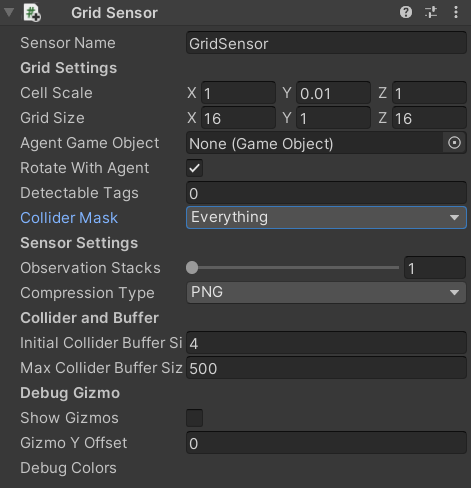 Grid Sensor
Sensor Name GridSensor
Grid Settings
Cell Scale X 1 Y 0.01 Z 1
Grid Size X 16 Y 1 Z 16
Agent Game Object None (Game Object)
Rotate With Agent
Detectable Tags 0
Collider Mask Everything
Sensor Settings
Observation Stacks 1
Compression Type PNG
Collider and Buffer
Initial Collider Buffer Si 4
Max Collider Buffer Siz 500
Debug Gizmo
Show Gizmos
Gizmo Y Offset 0
Debug Colors